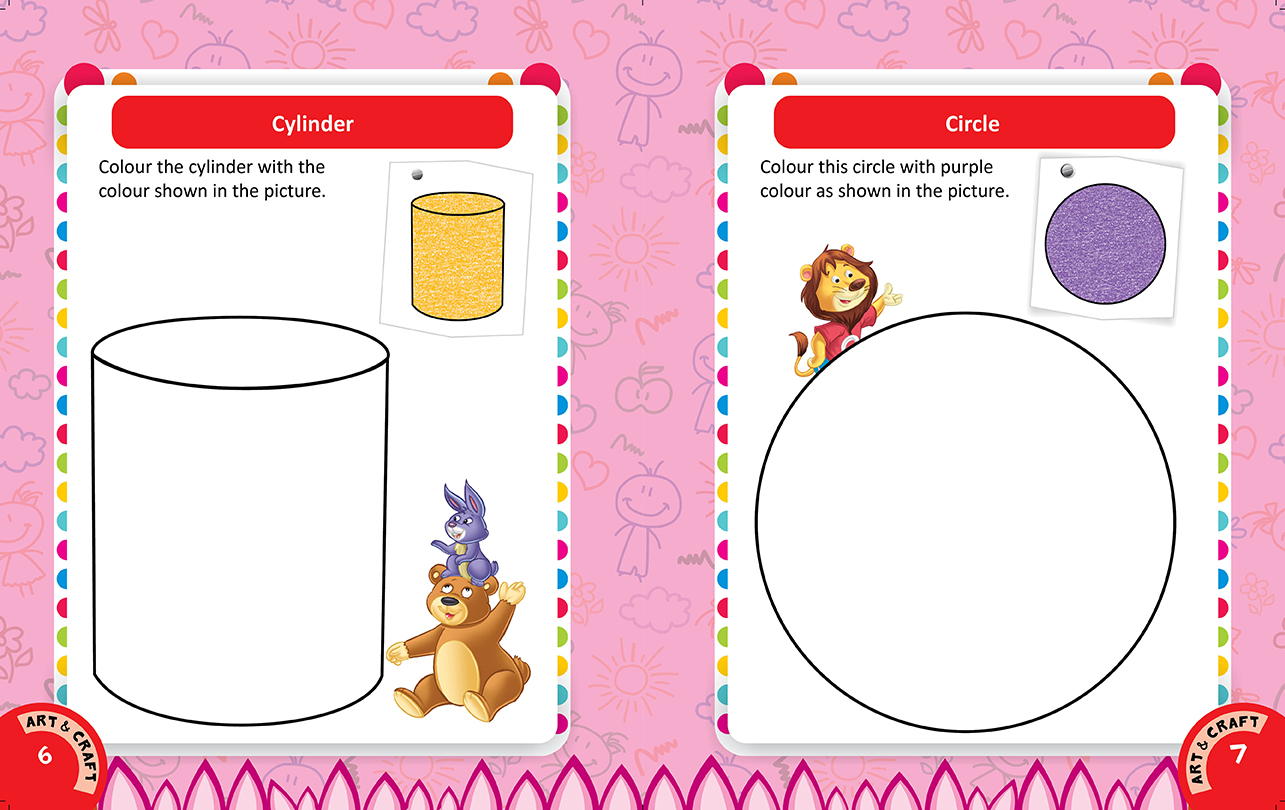 Cylinder
Colour the cylinder with the
colour shown in the picture.
ART & CRAFT
6
Circle
Colour this circle with purple
colour as shown in the picture.
ART & CRAFT
7